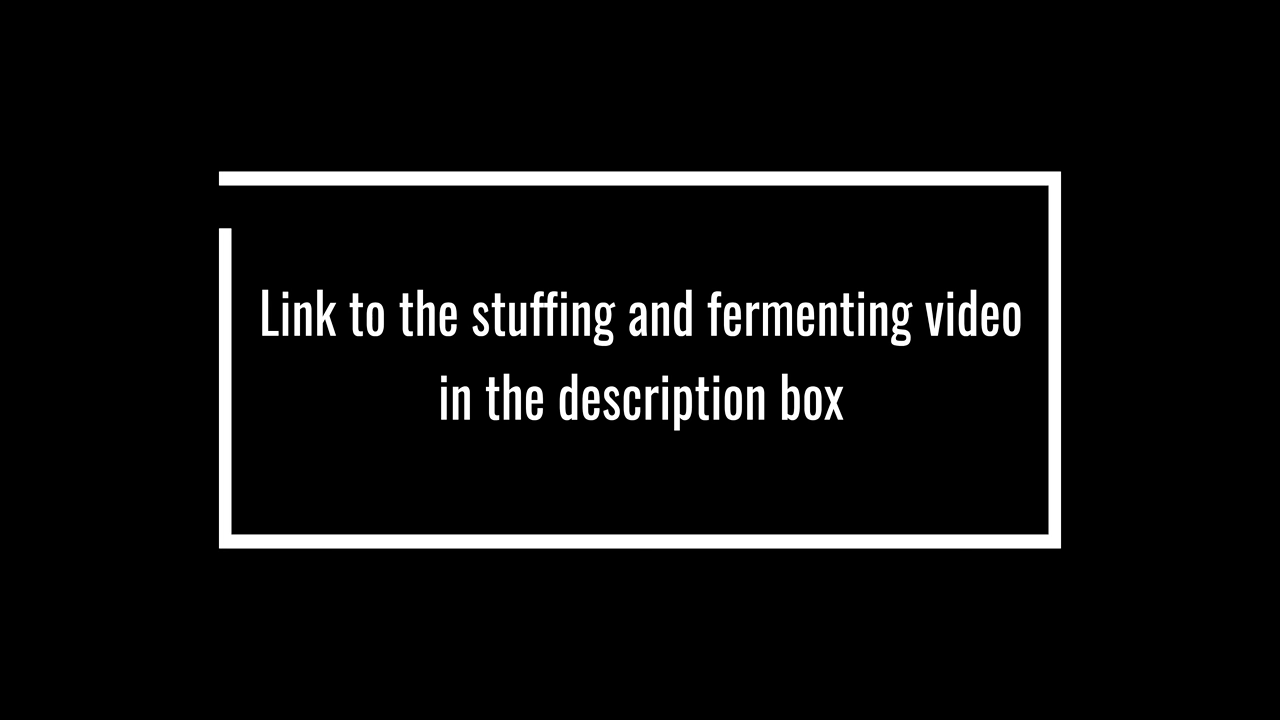 Link to the stuffing and fermenting video
in the description box